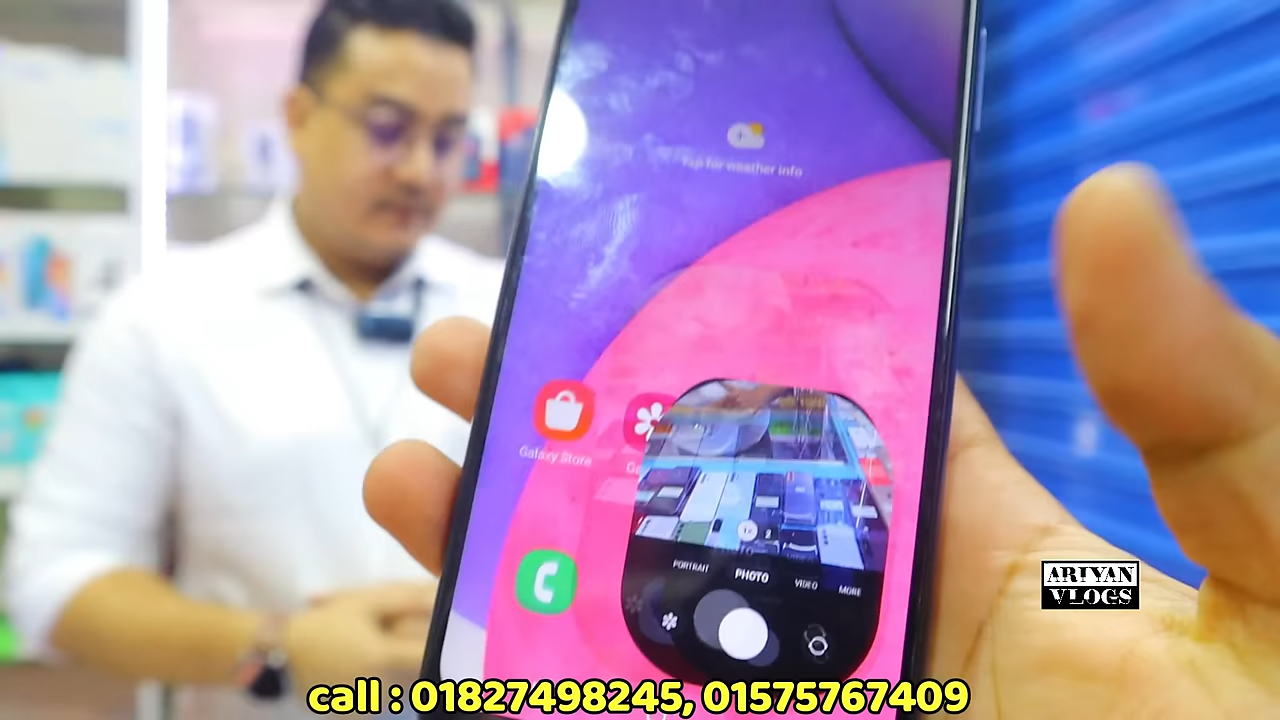 Tap for weather info
Galaxy Store
PORTRAIT PHOTO VIDEO MORE
ARIYAN
VLOGS
call : 01827498245, 01575767409